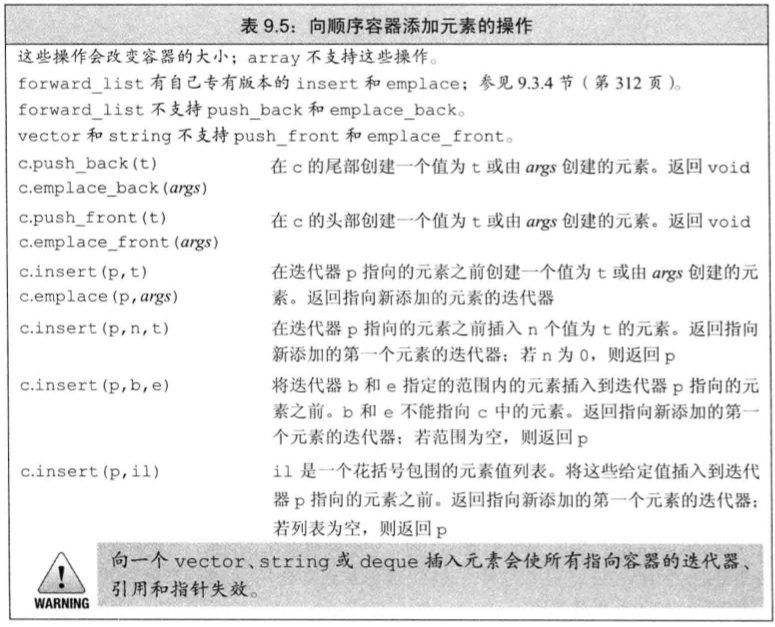 表 9.5：向顺序容器添加元素的操作
这些操作会改变容器的大小；array 不支持这些操作。
forward_list 有自己专有版本的 insert 和 emplace；参见 9.3.4 节（第 312 页）。
forward_list 不支持 push_back 和 emplace_back。
vector 和 string 不支持 push_front 和 emplace_front。
c.push_back(t) 在 c 的尾部创建一个值为 t 或由 args 创建的元素。返回 void
c.emplace_back(args)
c.push_front(t) 在 c 的头部创建一个值为 t 或由 args 创建的元素。返回 void
c.emplace_front(args)
c.insert(p,t) 在迭代器 p 指向的元素之前创建一个值为 t 或由 args 创建的元
c.emplace(p,args) 素。返回指向新添加的元素的迭代器
c.insert(p,n,t) 在迭代器 p 指向的元素之前插入 n 个值为 t 的元素。返回指向
新添加的第一个元素的迭代器；若 n 为 0，则返回 p
c.insert(p,b,e) 将迭代器 b 和 e 指定的范围内的元素插入到迭代器 p 指向的元
素之前。b 和 e 不能指向 c 中的元素。返回指向新添加的第一
个元素的迭代器；若范围为空，则返回 p
c.insert(p,il) il 是一个花括号包围的元素值列表。将这些给定值插入到迭代
器 p 指向的元素之前。返回指向新添加的第一个元素的迭代器；
若列表为空，则返回 p
向一个 vector、string 或 deque 插入元素会使所有指向容器的迭代器、
引用和指针失效。
WARNING